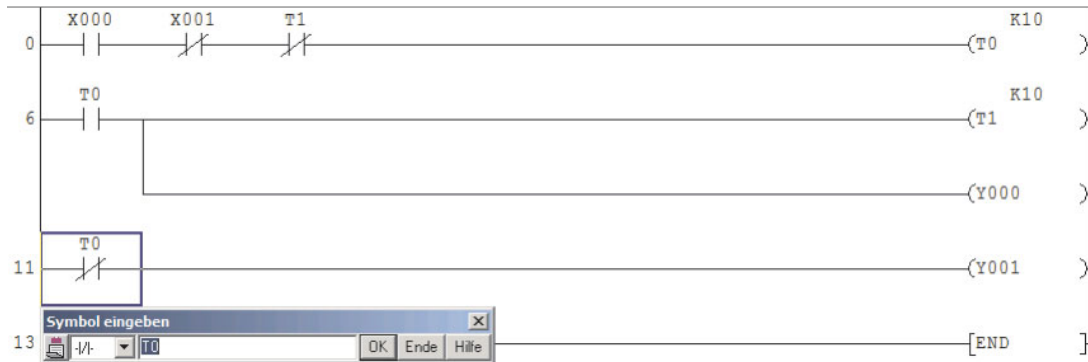 X000 X001 T1 K10
0 (T0 )
T0 K10
6 (T1 )
(Y000 )
T0
11 (Y001 )
Symbol eingeben
13 -|/|- T0 OK Ende Hilfe [END ]